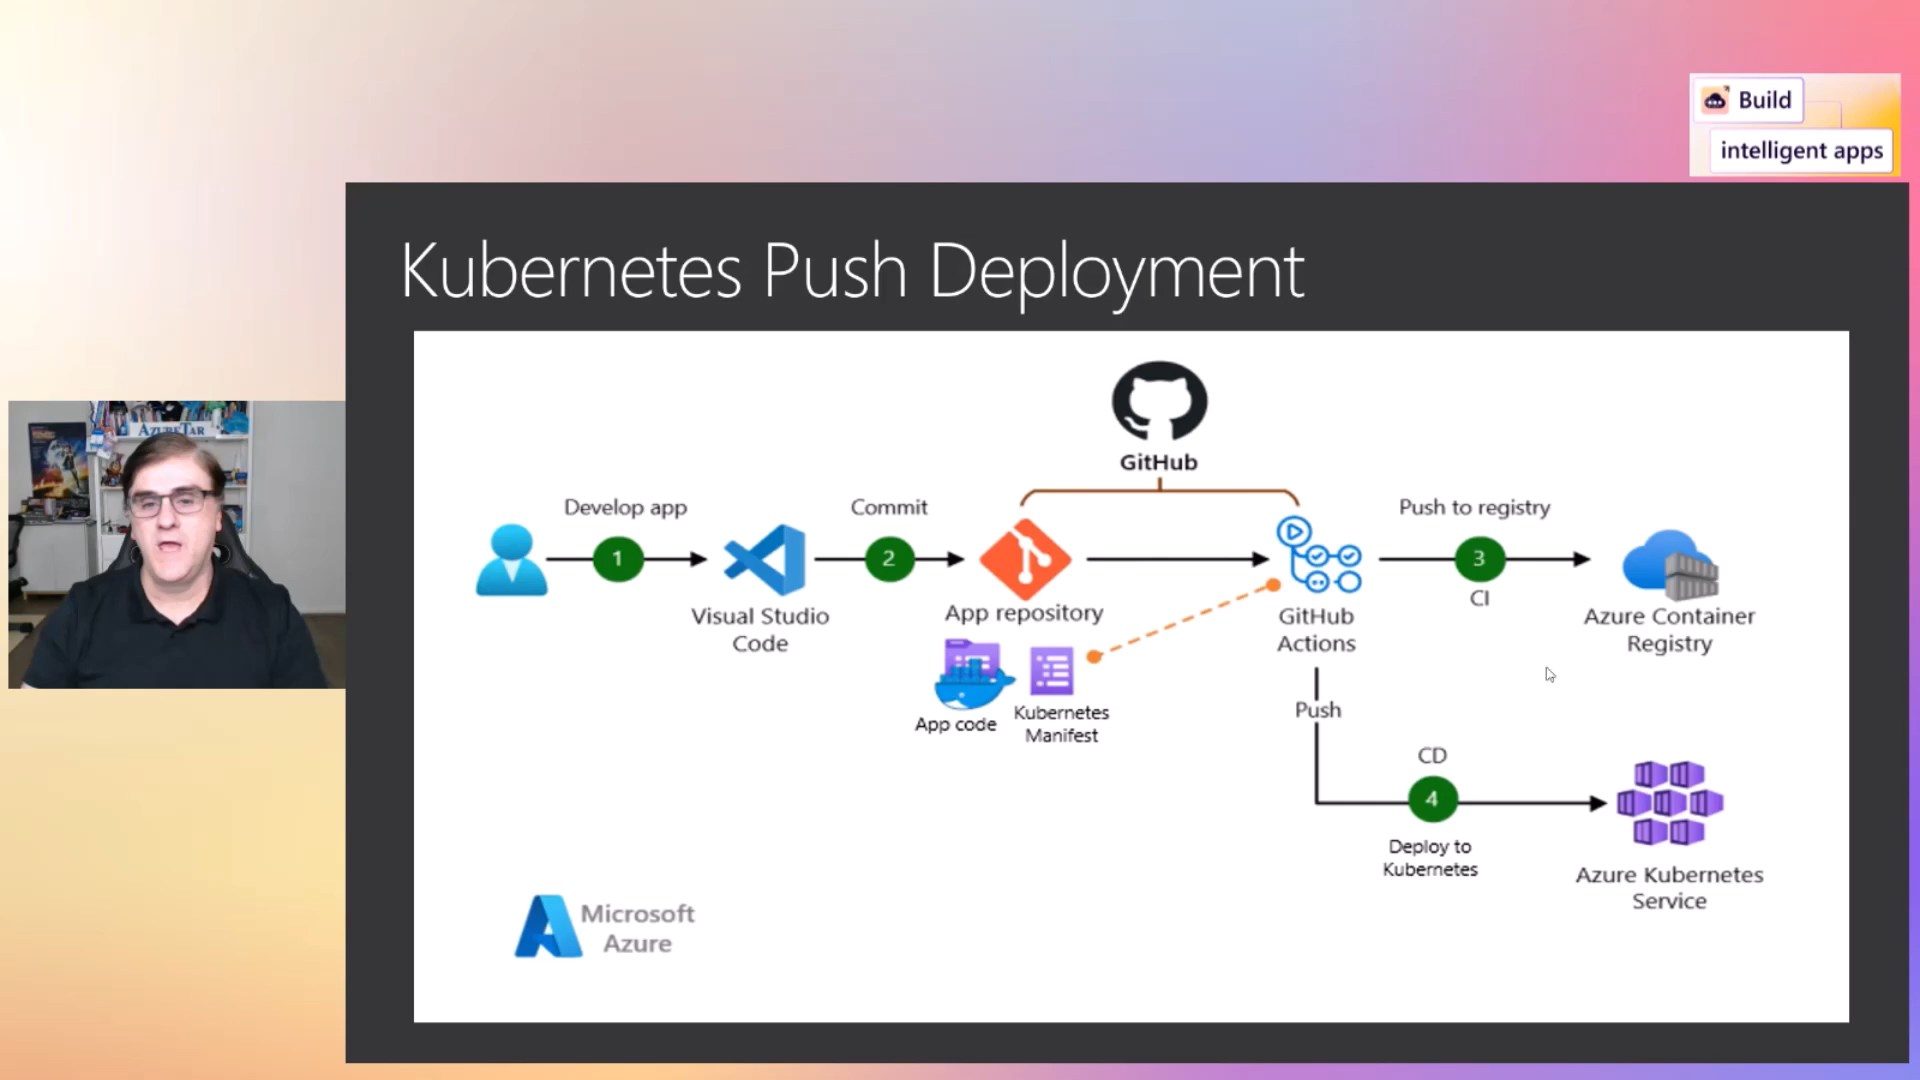 Build
intelligent apps
Kubernetes Push Deployment
GitHub
Develop app
Commit
Push to registry
1
2
3
CI
Visual Studio
Code
App repository
GitHub
Actions
Azure Container
Registry
App code
Kubernetes
Manifest
Push
CD
4
Deploy to
Kubernetes
Azure Kubernetes
Service
Microsoft
Azure
AzureTar